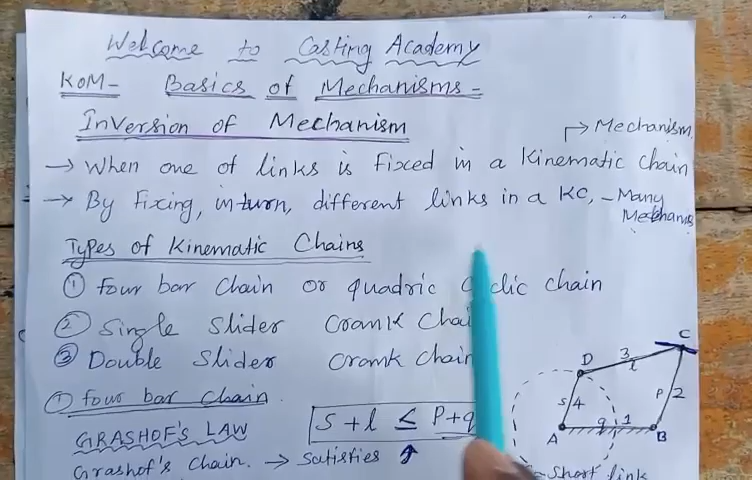 Welcome to Casting Academy
KOM- Basics of Mechanisms-
Inversion of Mechanism
→ Mechanism
→ When one of links is fixed in a kinematic chain
→ By fixing, in turn, different links in a KC, - Many
Mechanisms
Types of kinematic Chains
① four bar chain or quadric cyclic chain
② Single slider crank Chai
③ Double slider crank chain
① four bar chain.
GRASHOF'S LAW
S + l ≤ P+q
Grashof's chain. → Satisfies
D 3 l C
S 4 P 2
A q 1 B
S-short link